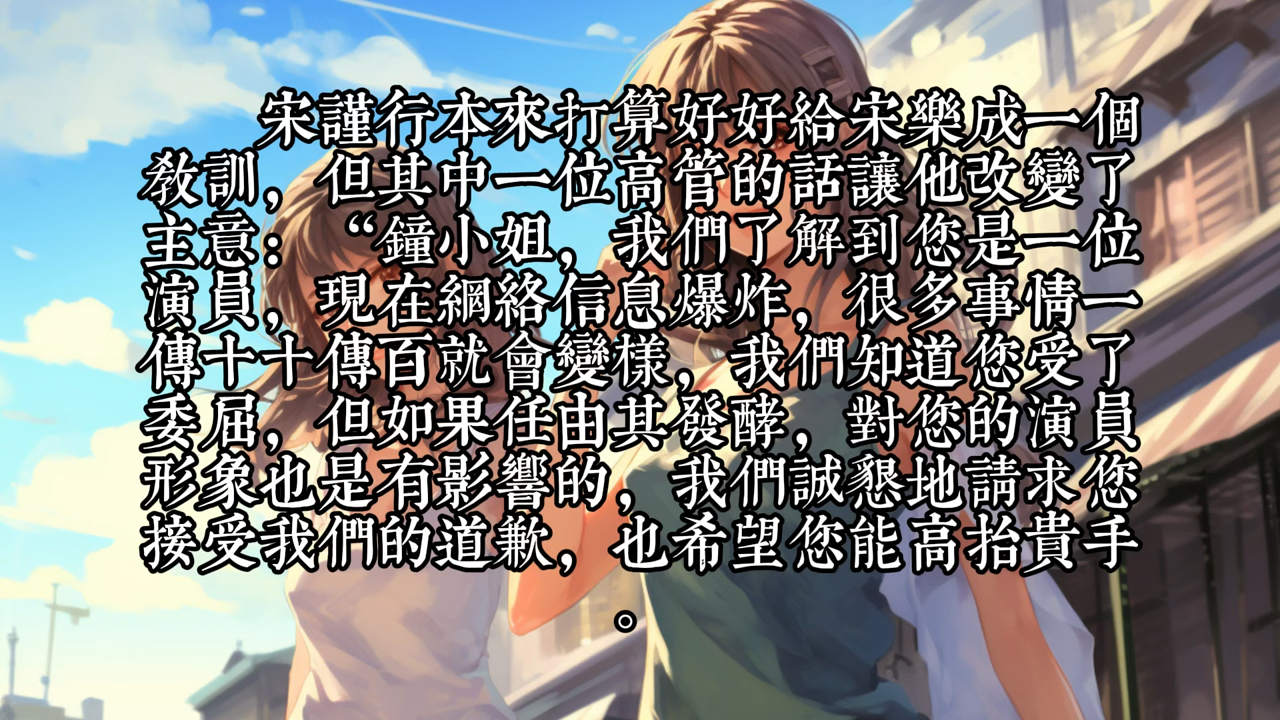 宋謹行本來打算好好給宋樂成一個
教訓，但其中一位高管的話讓他改變了
主意：“鐘小姐，我們了解到您是一位
演員，現在網絡信息爆炸，很多事情一
傳十十傳百就會變樣，我們知道您受了
委屈，但如果任由其發酵，對您的演員
形象也是有影響的，我們誠懇地請求您
接受我們的道歉，也希望您能高抬貴手
。